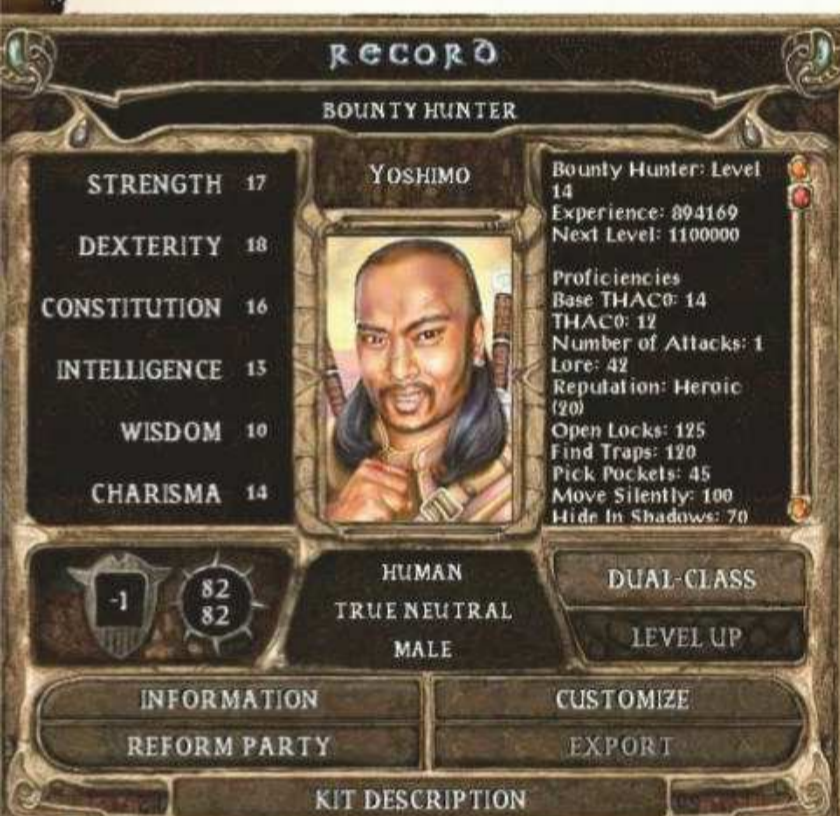 RECORD
BOUNTY HUNTER
STRENGTH 17
DEXTERITY 18
CONSTITUTION 16
INTELLIGENCE 13
WISDOM 10
CHARISMA 14
YOSHIMO
Bounty Hunter: Level
14
Experience: 894169
Next Level: 1100000
Proficiencies
Base THAC0: 14
THAC0: 12
Number of Attacks: 1
Lore: 42
Reputation: Heroic
(20)
Open Locks: 125
Find Traps: 120
Pick Pockets: 45
Move Silently: 100
Hide In Shadows: 70
-1
82
82
HUMAN
TRUE NEUTRAL
MALE
DUAL-CLASS
LEVEL UP
INFORMATION
CUSTOMIZE
REFORM PARTY
EXPORT
KIT DESCRIPTION